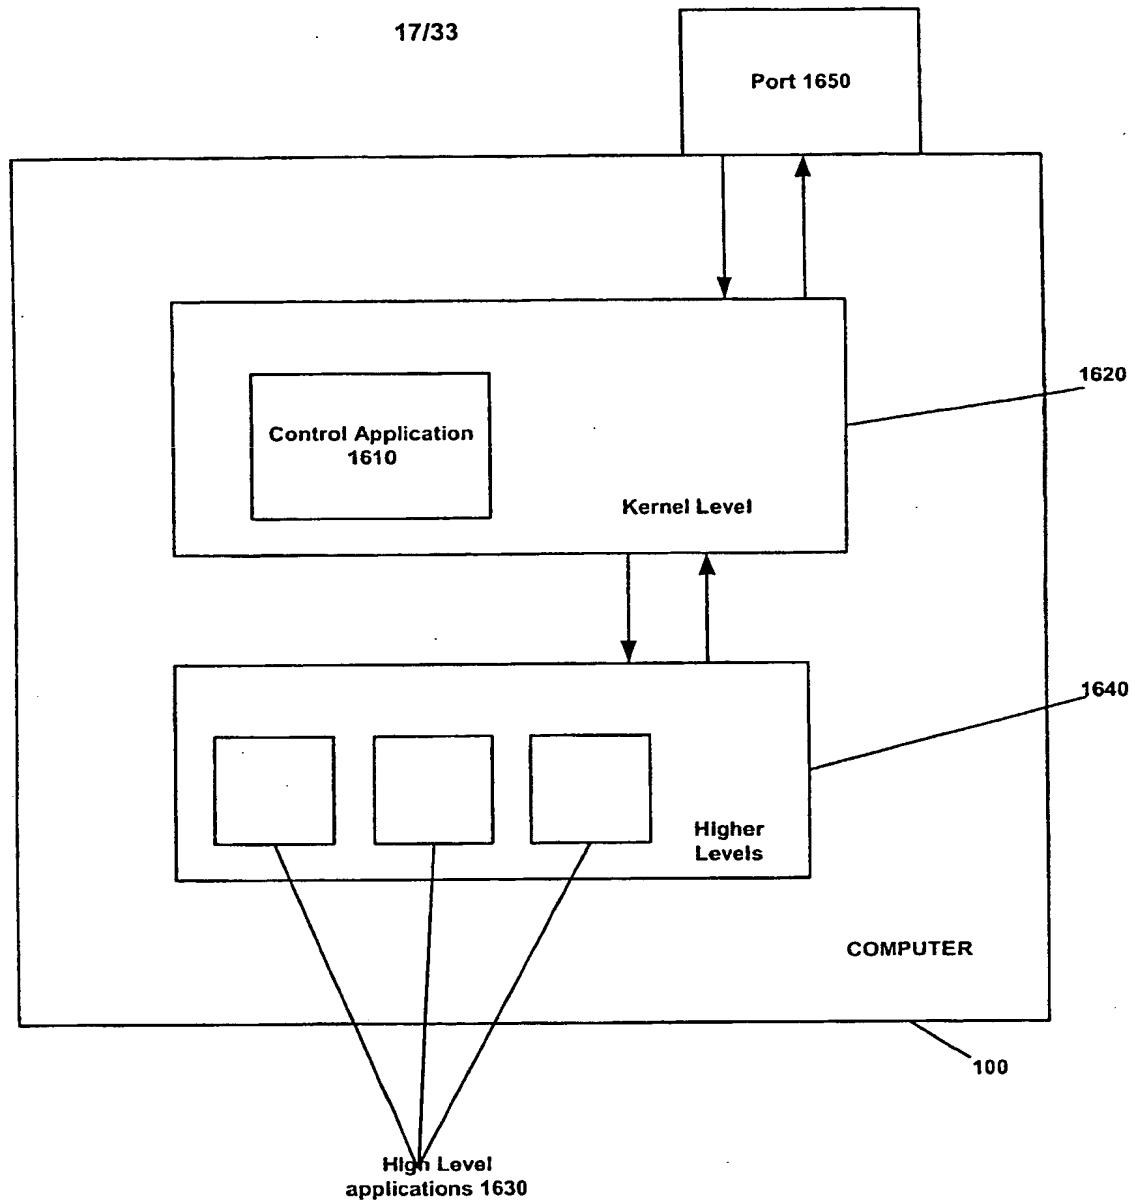 17/33
Port 1650
1620
Control Application
1610
Kernel Level
1640
Higher
Levels
COMPUTER
100
High Level
applications 1630